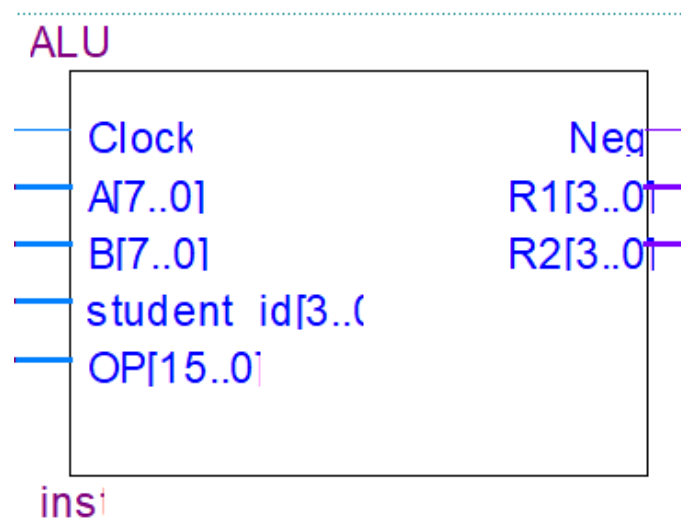 ALU
Clock Neg
A[7..0] R1[3..0]
B[7..0] R2[3..0]
student_id[3..0
OP[15..0]
inst